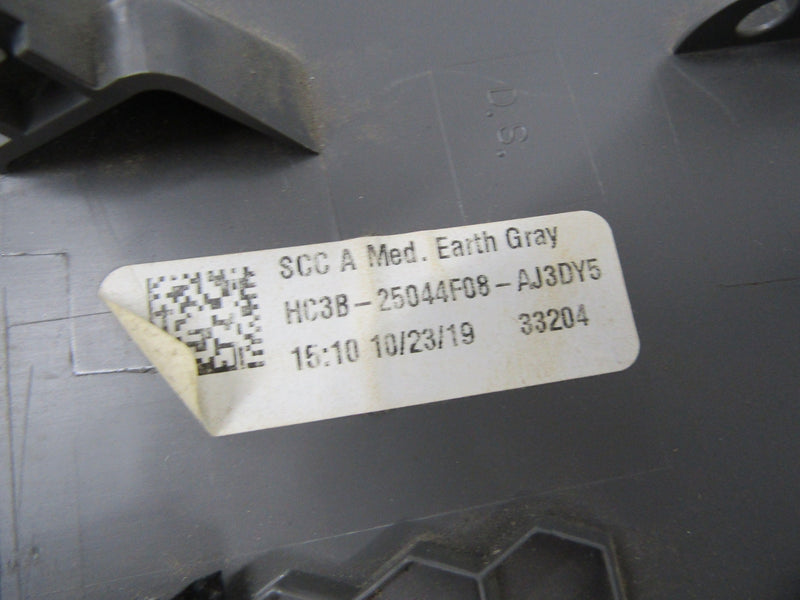 D.S.
SCC A Med. Earth Gray
HC3B-25044F08-AJ3DY5
15:10 10/23/19 33204